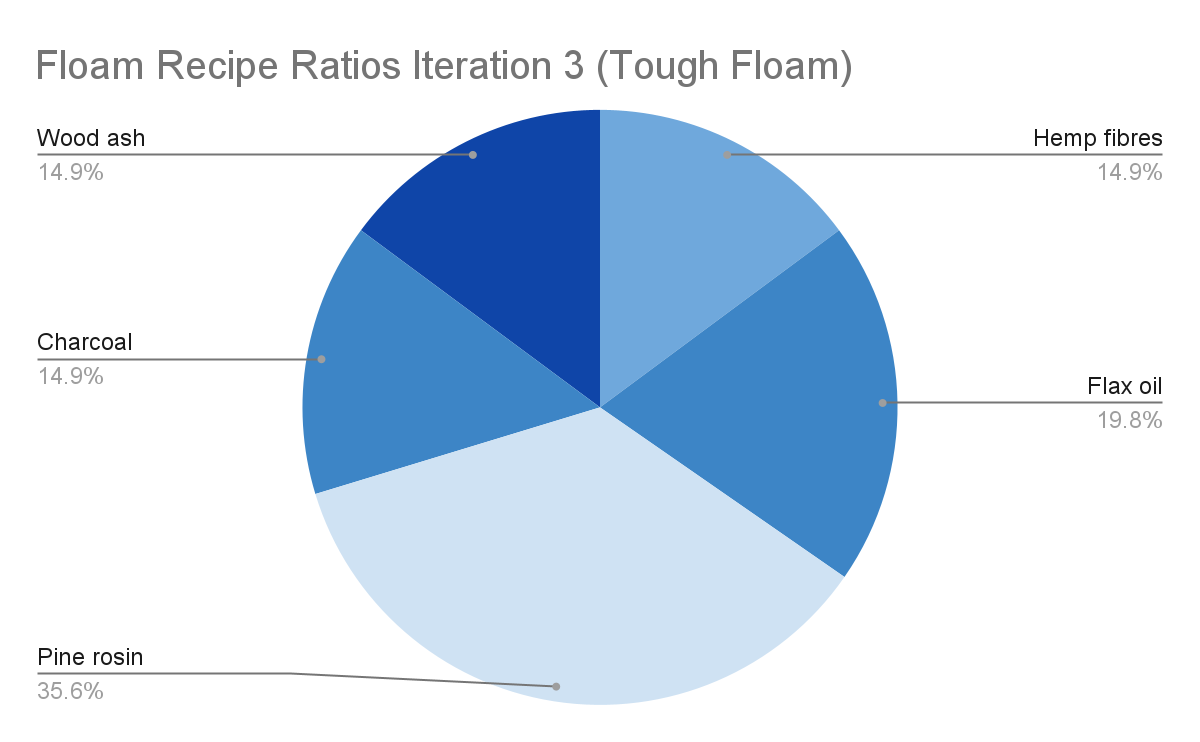 Floam Recipe Ratios Iteration 3 (Tough Floam)
Wood ash
14.9%
Hemp fibres
14.9%
Charcoal
14.9%
Flax oil
19.8%
Pine rosin
35.6%